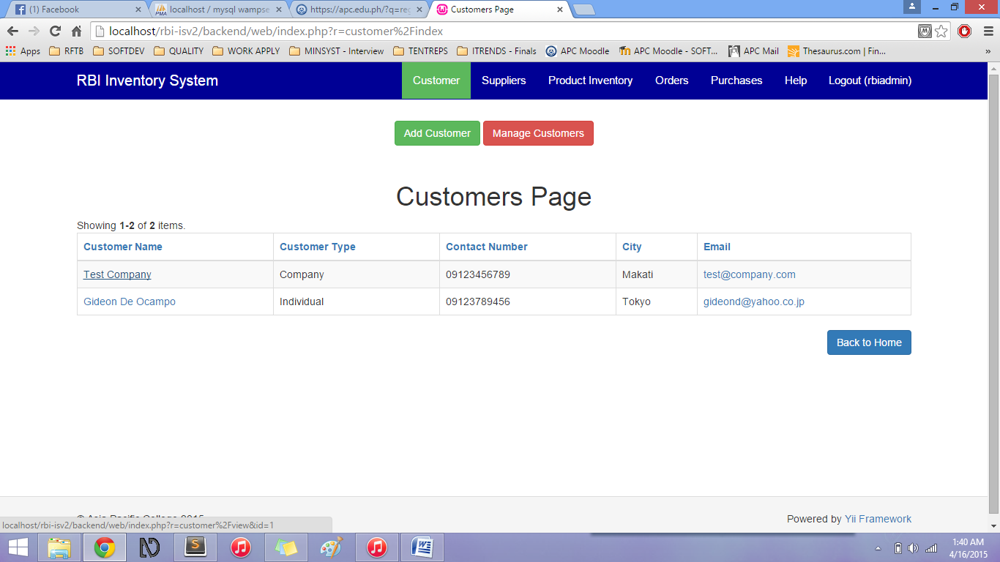 (1) Facebook
localhost / mysql wampse
https://apc.edu.ph/?q=reg
Customers Page
localhost/rbi-isv2/backend/web/index.php?r=customer%2Findex
Apps RFTB SOFTDEV QUALITY WORK APPLY MINSYST - Interview TENTREPS ITRENDS - Finals APC Moodle APC Moodle - SOFT... APC Mail Thesaurus.com | Fin... »
RBI Inventory System Customer Suppliers Product Inventory Orders Purchases Help Logout (rbiadmin)
Add Customer Manage Customers
Customers Page
Showing 1-2 of 2 items.
Customer Name Customer Type Contact Number City Email
Test Company Company 09123456789 Makati test@company.com
Gideon De Ocampo Individual 09123789456 Tokyo gideond@yahoo.co.jp
Back to Home
© Asia Pacific College 2015
Powered by Yii Framework
localhost/rbi-isv2/backend/web/index.php?r=customer%2Fview&id=1
1:40 AM
4/16/2015